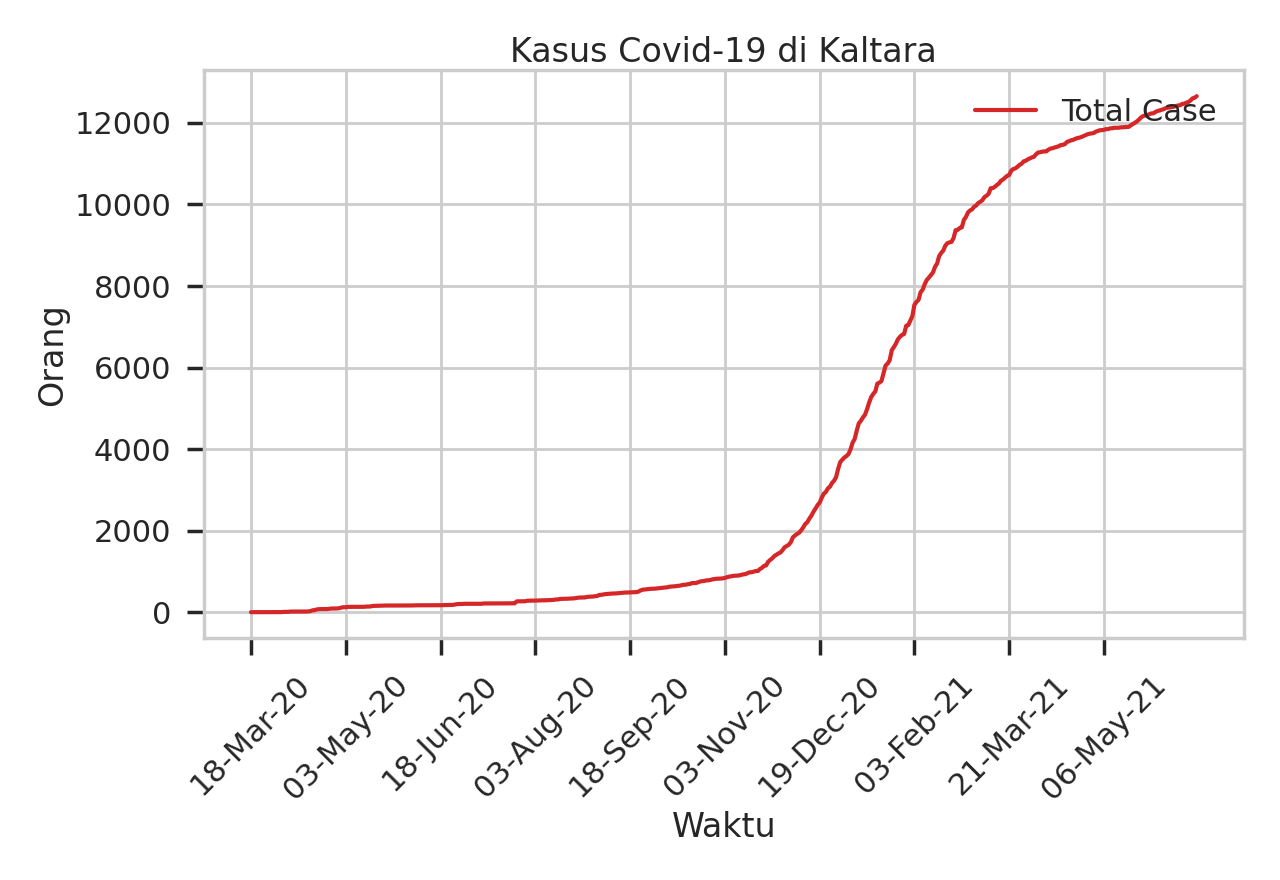 Kasus Covid-19 di Kaltara
Total Case
12000
10000
8000
6000
4000
2000
0
Orang
18-Mar-20
03-May-20
18-Jun-20
03-Aug-20
18-Sep-20
03-Nov-20
19-Dec-20
03-Feb-21
21-Mar-21
06-May-21
Waktu